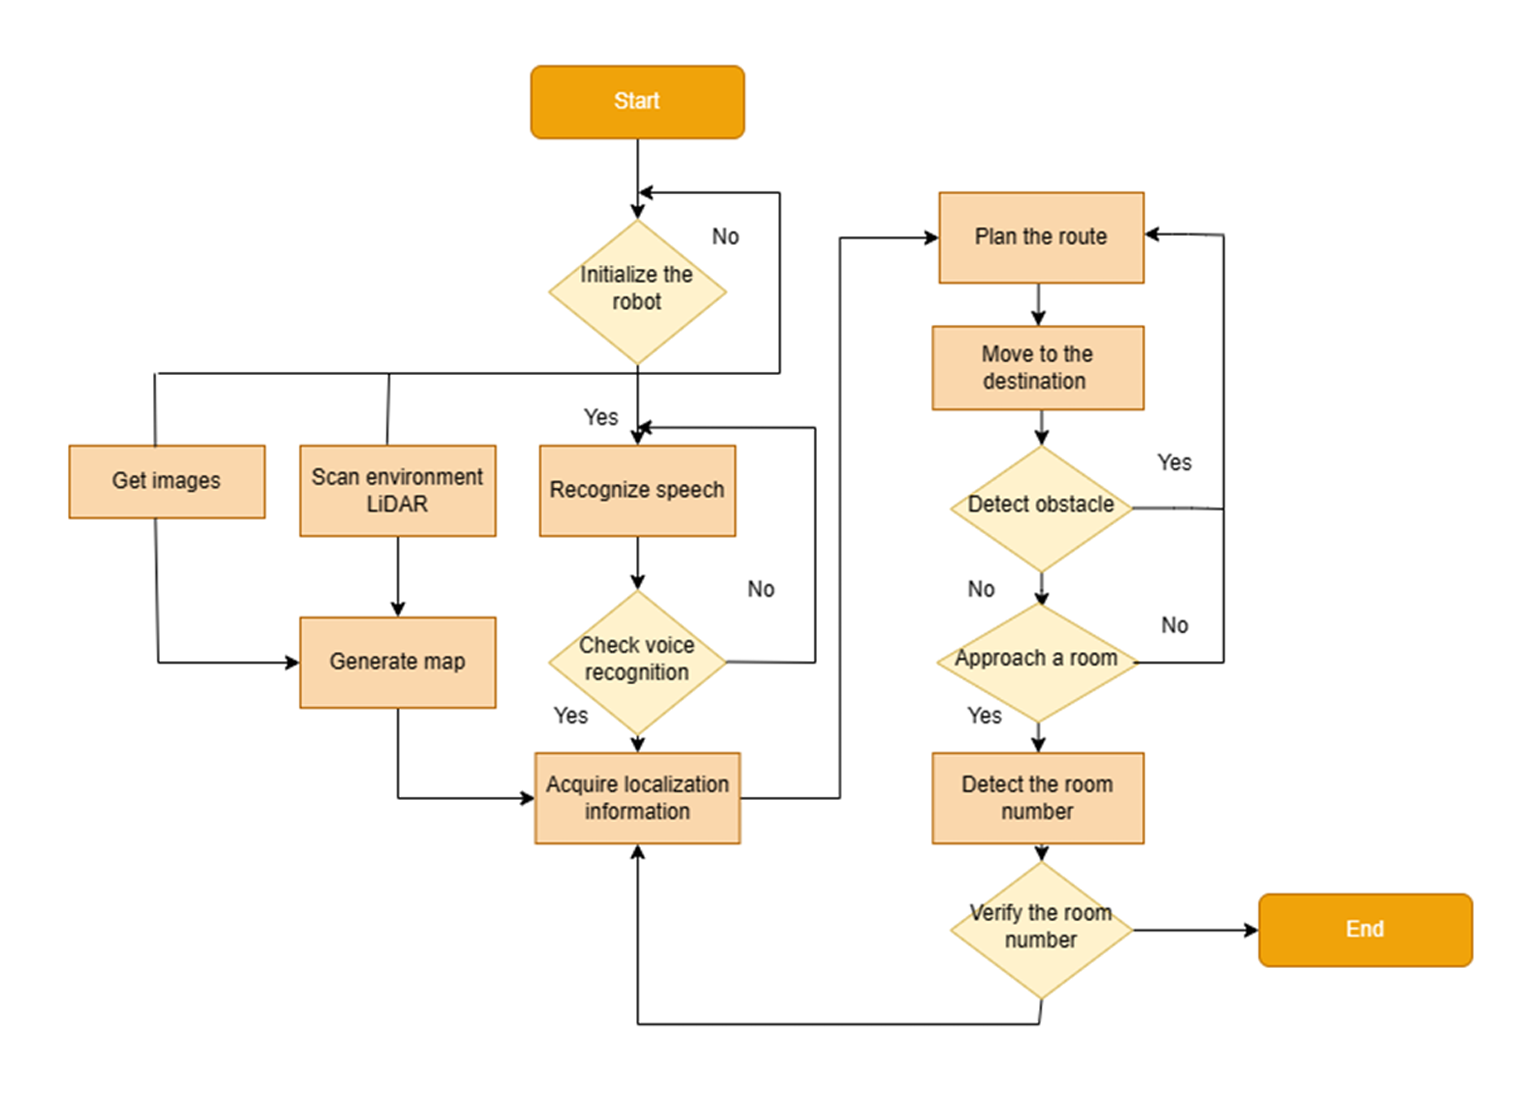 Start
No
Initialize the
robot
Yes
Get images
Scan environment
LiDAR
Recognize speech
No
Generate map
Check voice
recognition
Yes
Acquire localization
information
Plan the route
Move to the
destination
Yes
Detect obstacle
No
No
Approach a room
Yes
Detect the room
number
Verify the room
number
End